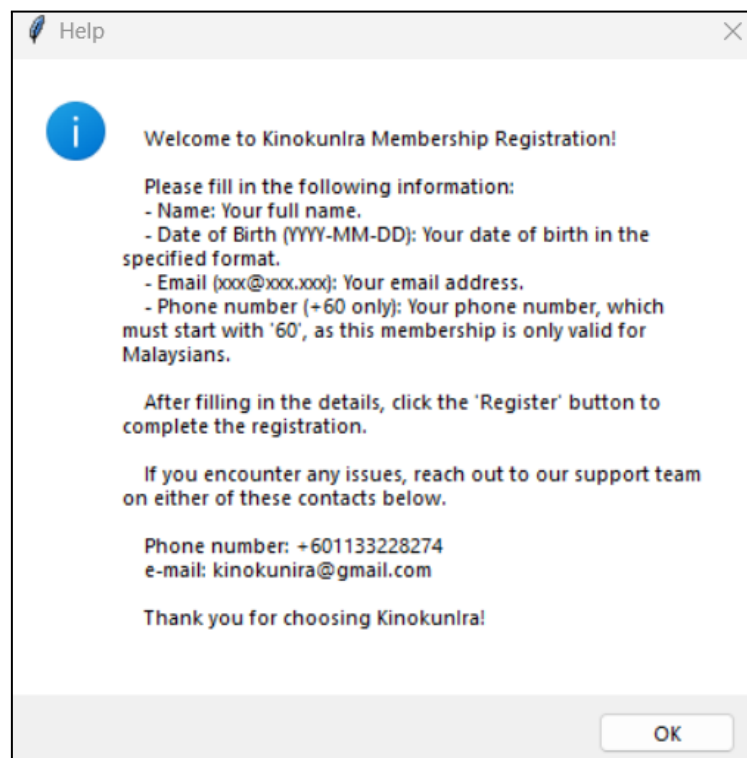 Help
Welcome to KinokunIra Membership Registration!
Please fill in the following information:
- Name: Your full name.
- Date of Birth (YYYY-MM-DD): Your date of birth in the
specified format.
- Email (xxx@xxx.xxx): Your email address.
- Phone number (+60 only): Your phone number, which
must start with '60', as this membership is only valid for
Malaysians.
After filling in the details, click the 'Register' button to
complete the registration.
If you encounter any issues, reach out to our support team
on either of these contacts below.
Phone number: +601133228274
e-mail: kinokunira@gmail.com
Thank you for choosing KinokunIra!
OK